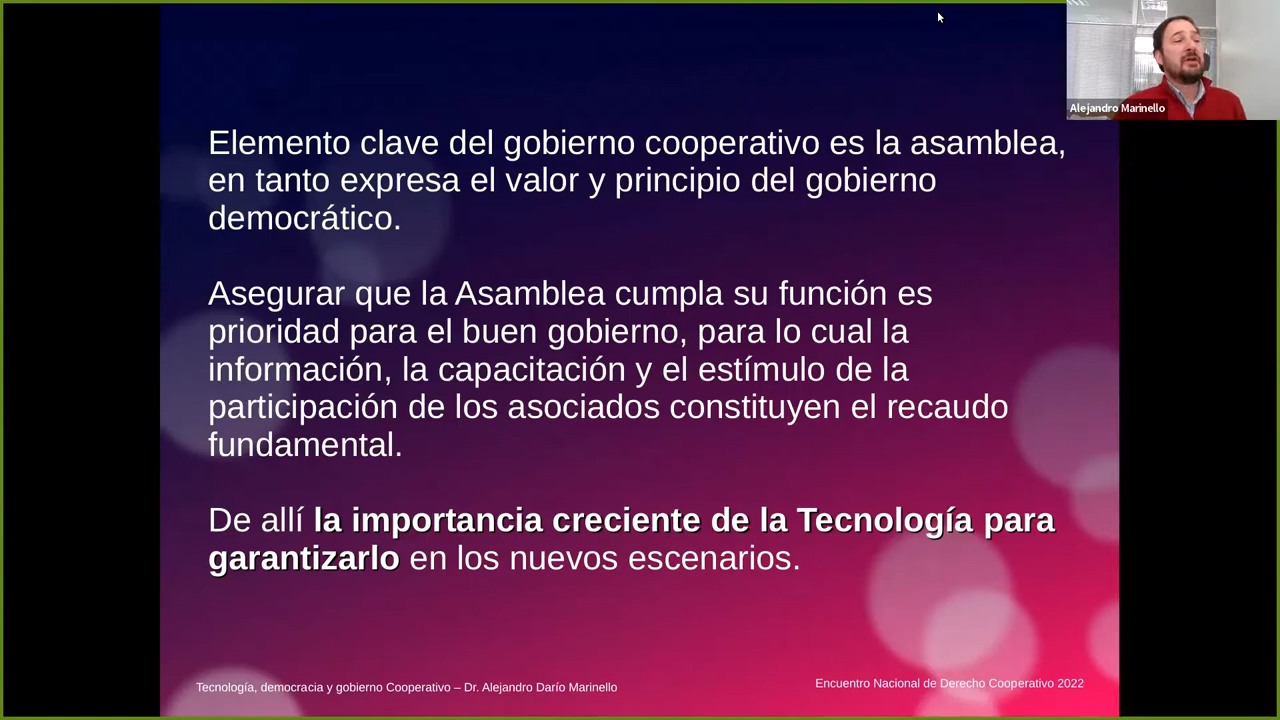 Alejandro Marinello
Elemento clave del gobierno cooperativo es la asamblea,
en tanto expresa el valor y principio del gobierno
democrático.
Asegurar que la Asamblea cumpla su función es
prioridad para el buen gobierno, para lo cual la
información, la capacitación y el estímulo de la
participación de los asociados constituyen el recaudo
fundamental.
De allí la importancia creciente de la Tecnología para
garantizarlo en los nuevos escenarios.
Tecnología, democracia y gobierno Cooperativo – Dr. Alejandro Darío Marinello
Encuentro Nacional de Derecho Cooperativo 2022